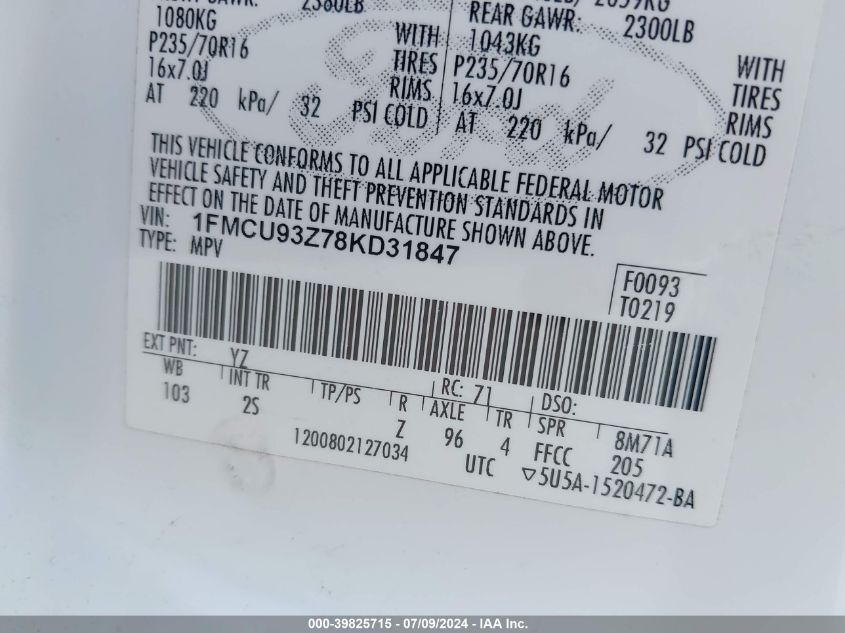 2380LB
1080KG WITH
P235/70R16 TIRES
16x7.0J RIMS
AT 220 kPa/ 32 PSI COLD
REAR GAWR: 2300LB
1043KG WITH
P235/70R16 TIRES
16x7.0J RIMS
AT 220 kPa/ 32 PSI COLD
Ford
THIS VEHICLE CONFORMS TO ALL APPLICABLE FEDERAL MOTOR
VEHICLE SAFETY AND THEFT PREVENTION STANDARDS IN
EFFECT ON THE DATE OF MANUFACTURE SHOWN ABOVE.
VIN: 1FMCU93Z78KD31847
TYPE: MPV
F0093
T0219
EXT PNT: YZ RC: 71 DSO:
WB INT TR TP/PS R AXLE TR SPR 8M71A
103 2S Z 96 4 FFCC 205
1200802127034 UTC ▽5U5A-1520472-BA
000-39825715 - 07/09/2024 - IAA Inc.